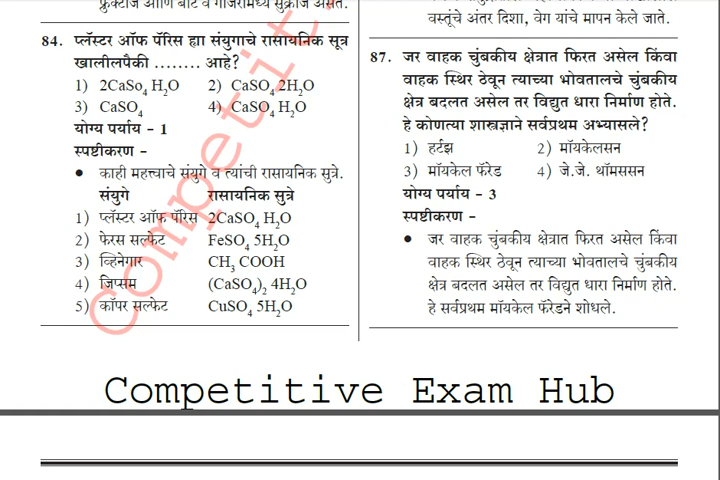 फ्रुक्टोज आणि बीट व गाजरामध्ये सुक्रोज असते.
84. प्लॅस्टर ऑफ पॅरिस ह्या संयुगाचे रासायनिक सूत्र
खालीलपैकी ........ आहे?
1) 2CaSo4 H2O 2) CaSO4 2H2O
3) CaSO4 4) CaSO4 H2O
योग्य पर्याय - 1
स्पष्टीकरण -
• काही महत्त्वाचे संयुगे व त्यांची रासायनिक सुत्रे.
संयुगे रासायनिक सुत्रे
1) प्लॅस्टर ऑफ पॅरिस 2CaSO4 H2O
2) फेरस सल्फेट FeSO4 5H2O
3) व्हिनेगार CH3 COOH
4) जिप्सम (CaSO4)2 4H2O
5) कॉपर सल्फेट CuSO4 5H2O
वस्तूंचे अंतर दिशा, वेग यांचे मापन केले जाते.
87. जर वाहक चुंबकीय क्षेत्रात फिरत असेल किंवा
वाहक स्थिर ठेवून त्याच्या भोवतालचे चुंबकीय
क्षेत्र बदलत असेल तर विद्युत धारा निर्माण होते.
हे कोणत्या शास्त्रज्ञाने सर्वप्रथम अभ्यासले?
1) हर्टझ 2) मॉयकेलसन
3) मॉयकेल फॅरेड 4) जे.जे. थॉमससन
योग्य पर्याय - 3
स्पष्टीकरण -
• जर वाहक चुंबकीय क्षेत्रात फिरत असेल किंवा
वाहक स्थिर ठेवून त्याच्या भोवतालचे चुंबकीय
क्षेत्र बदलत असेल तर विद्युत धारा निर्माण होते.
हे सर्वप्रथम मॉयकेल फॅरेडने शोधले.
Competit
Competitive Exam Hub